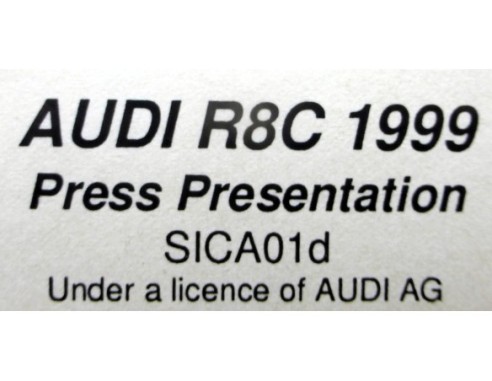 AUDI R8C 1999
Press Presentation
SICA01d
Under a licence of AUDI AG